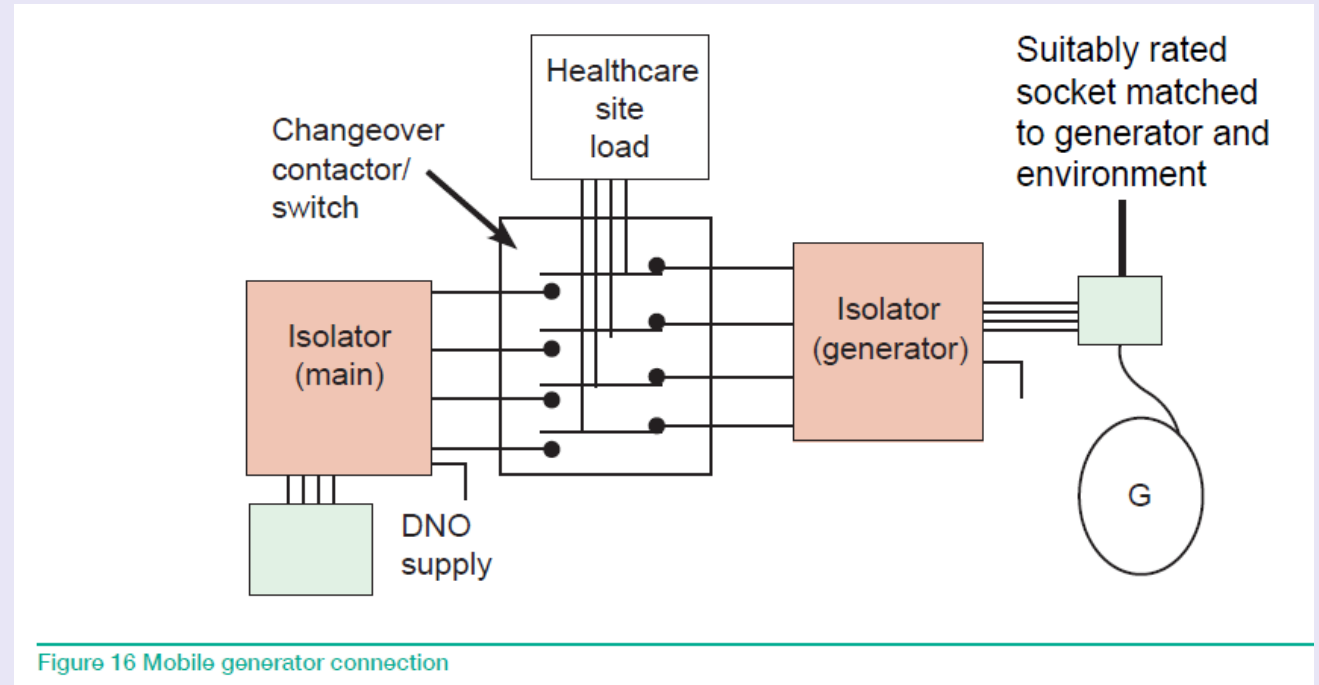 Healthcare
site
load
Suitably rated
socket matched
to generator and
environment
Changeover
contactor/
switch
Isolator
(main)
Isolator
(generator)
DNO
supply
G
Figure 16 Mobile generator connection